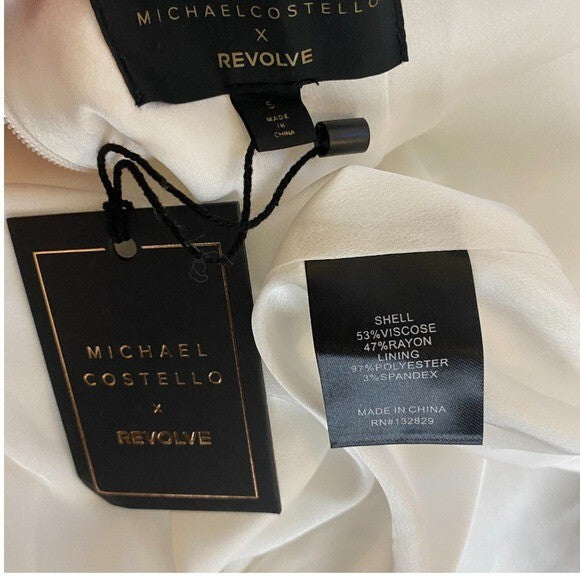 MICHAELCOSTELLO
X
REVOLVE
S
MADE
IN
CHINA
MICHAEL
COSTELLO
x
REVOLVE
SHELL
53%VISCOSE
47%RAYON
LINING
97%POLYESTER
3%SPANDEX
MADE IN CHINA
RN#132829